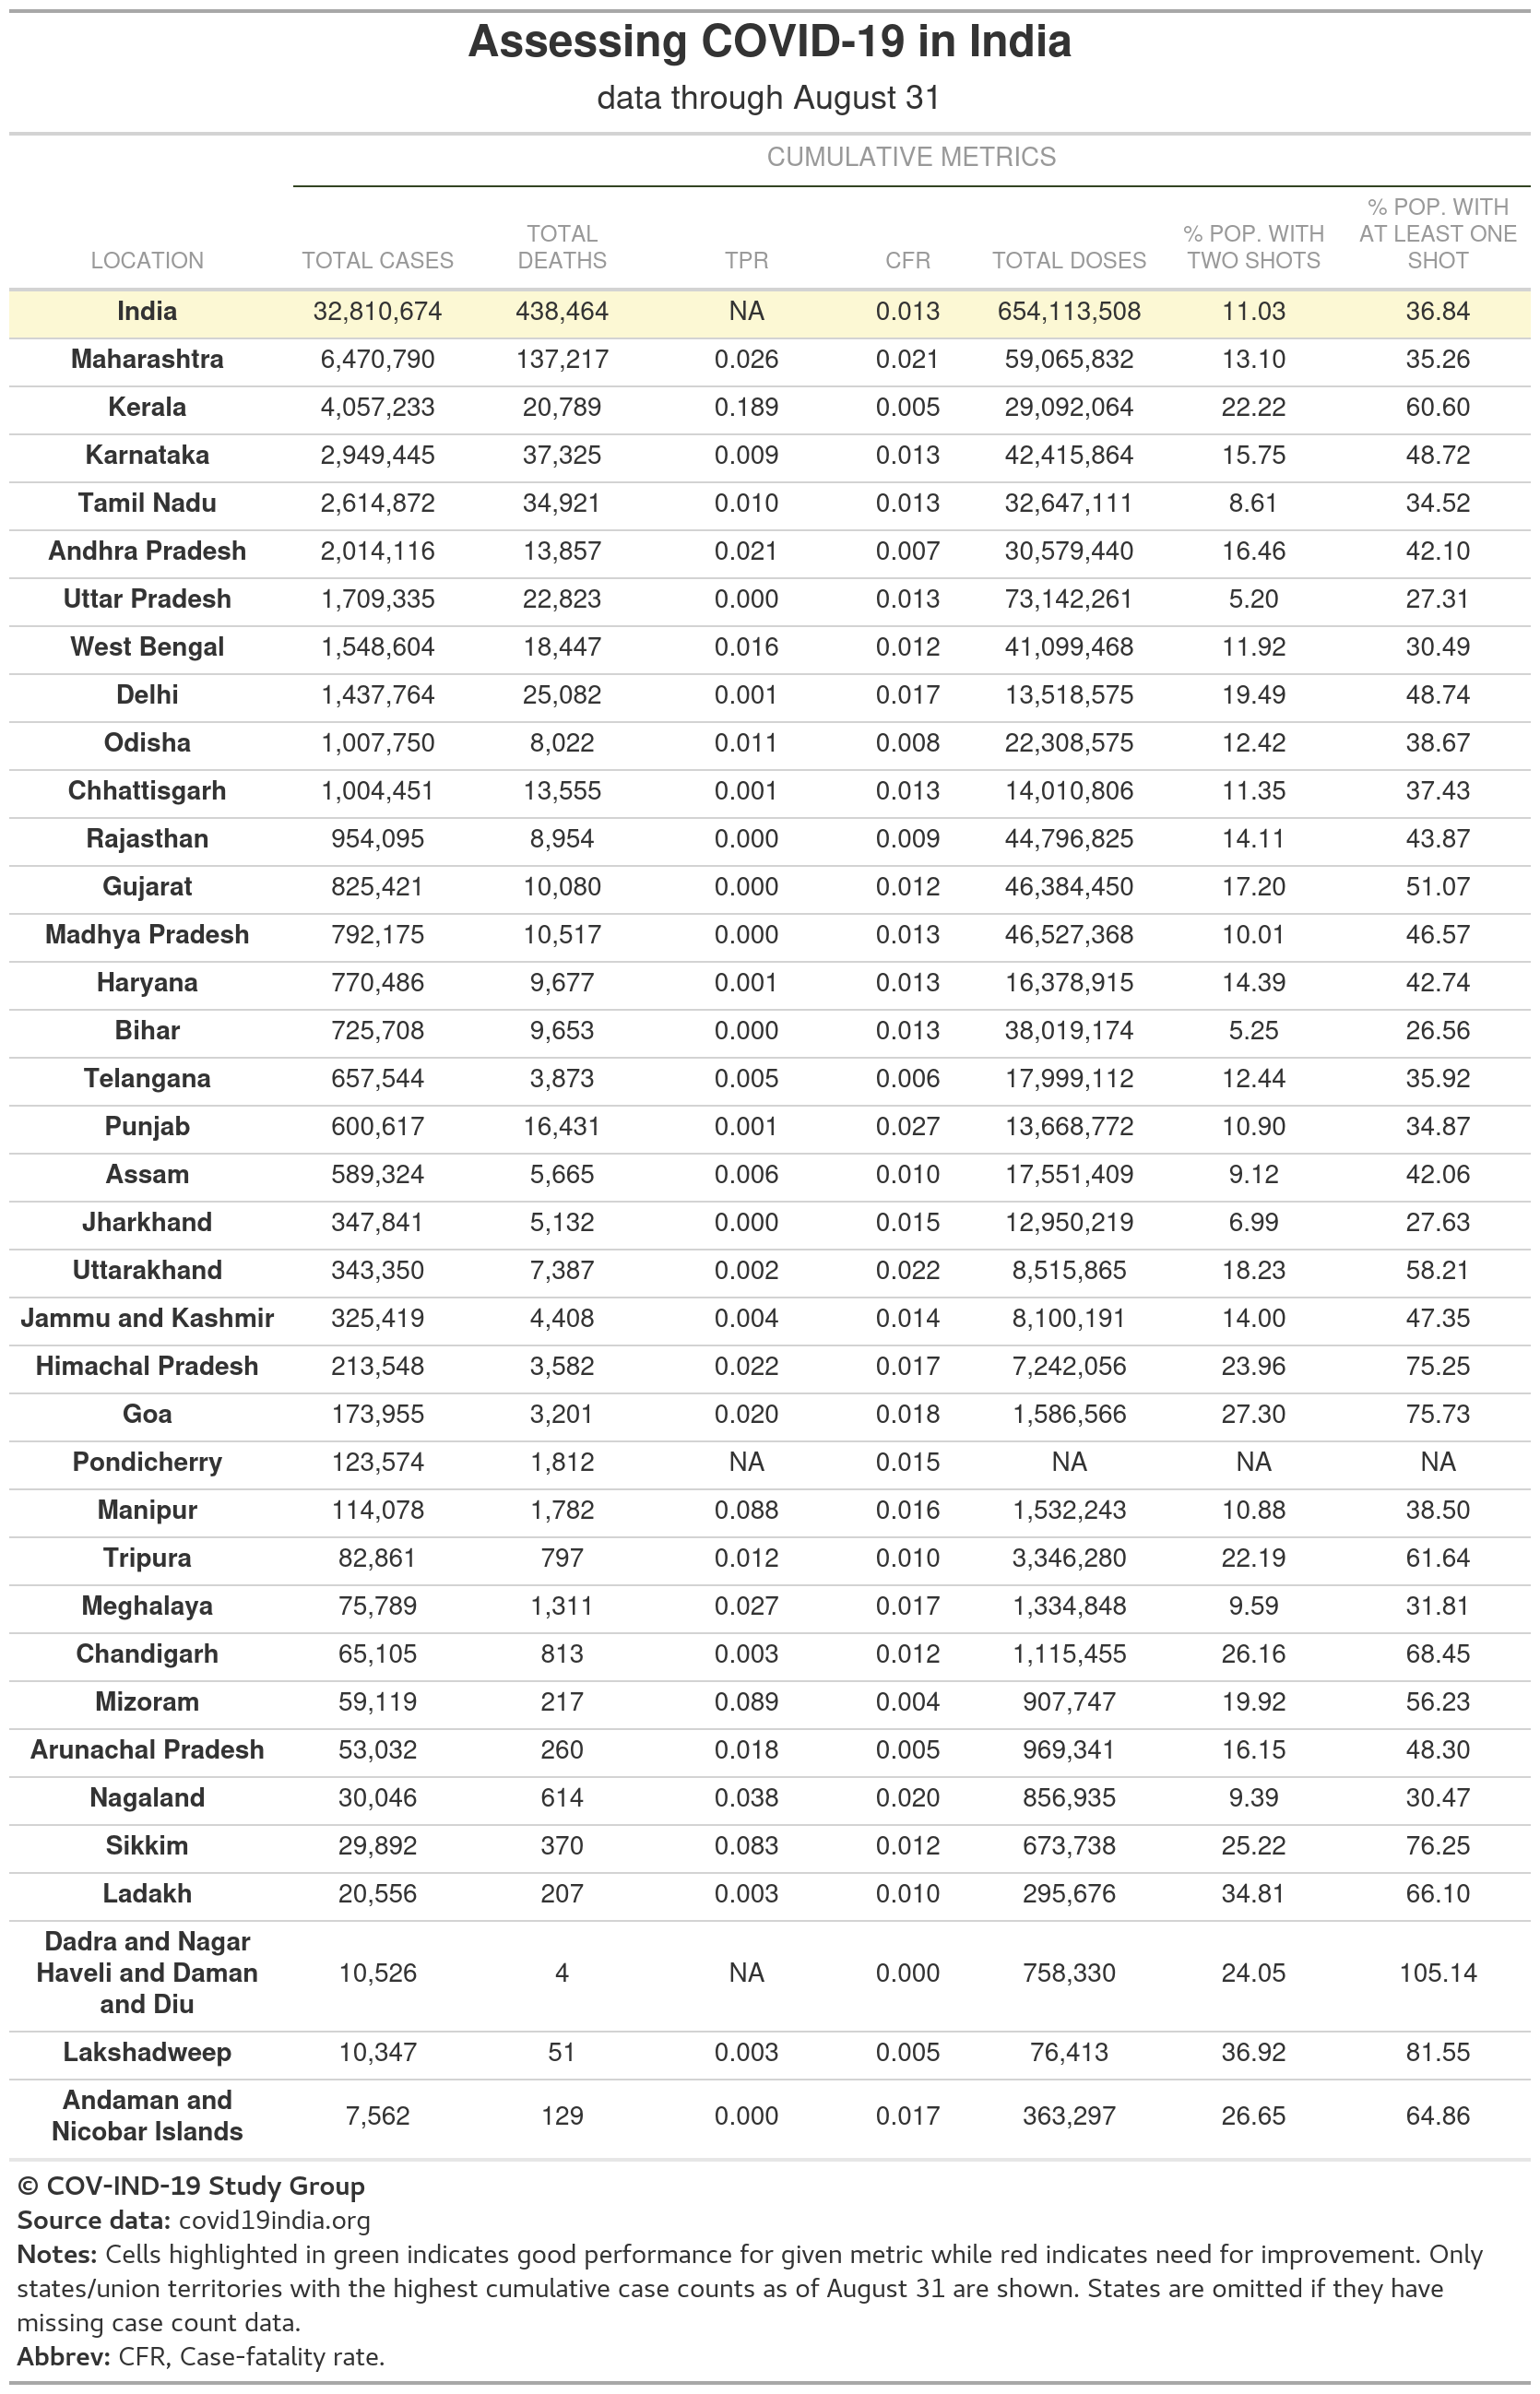 Assessing COVID-19 in India
data through August 31
CUMULATIVE METRICS
LOCATION TOTAL CASES TOTAL DEATHS TPR CFR TOTAL DOSES % POP. WITH TWO SHOTS % POP. WITH AT LEAST ONE SHOT
India 32,810,674 438,464 NA 0.013 654,113,508 11.03 36.84
Maharashtra 6,470,790 137,217 0.026 0.021 59,065,832 13.10 35.26
Kerala 4,057,233 20,789 0.189 0.005 29,092,064 22.22 60.60
Karnataka 2,949,445 37,325 0.009 0.013 42,415,864 15.75 48.72
Tamil Nadu 2,614,872 34,921 0.010 0.013 32,647,111 8.61 34.52
Andhra Pradesh 2,014,116 13,857 0.021 0.007 30,579,440 16.46 42.10
Uttar Pradesh 1,709,335 22,823 0.000 0.013 73,142,261 5.20 27.31
West Bengal 1,548,604 18,447 0.016 0.012 41,099,468 11.92 30.49
Delhi 1,437,764 25,082 0.001 0.017 13,518,575 19.49 48.74
Odisha 1,007,750 8,022 0.011 0.008 22,308,575 12.42 38.67
Chhattisgarh 1,004,451 13,555 0.001 0.013 14,010,806 11.35 37.43
Rajasthan 954,095 8,954 0.000 0.009 44,796,825 14.11 43.87
Gujarat 825,421 10,080 0.000 0.012 46,384,450 17.20 51.07
Madhya Pradesh 792,175 10,517 0.000 0.013 46,527,368 10.01 46.57
Haryana 770,486 9,677 0.001 0.013 16,378,915 14.39 42.74
Bihar 725,708 9,653 0.000 0.013 38,019,174 5.25 26.56
Telangana 657,544 3,873 0.005 0.006 17,999,112 12.44 35.92
Punjab 600,617 16,431 0.001 0.027 13,668,772 10.90 34.87
Assam 589,324 5,665 0.006 0.010 17,551,409 9.12 42.06
Jharkhand 347,841 5,132 0.000 0.015 12,950,219 6.99 27.63
Uttarakhand 343,350 7,387 0.002 0.022 8,515,865 18.23 58.21
Jammu and Kashmir 325,419 4,408 0.004 0.014 8,100,191 14.00 47.35
Himachal Pradesh 213,548 3,582 0.022 0.017 7,242,056 23.96 75.25
Goa 173,955 3,201 0.020 0.018 1,586,566 27.30 75.73
Pondicherry 123,574 1,812 NA 0.015 NA NA NA
Manipur 114,078 1,782 0.088 0.016 1,532,243 10.88 38.50
Tripura 82,861 797 0.012 0.010 3,346,280 22.19 61.64
Meghalaya 75,789 1,311 0.027 0.017 1,334,848 9.59 31.81
Chandigarh 65,105 813 0.003 0.012 1,115,455 26.16 68.45
Mizoram 59,119 217 0.089 0.004 907,747 19.92 56.23
Arunachal Pradesh 53,032 260 0.018 0.005 969,341 16.15 48.30
Nagaland 30,046 614 0.038 0.020 856,935 9.39 30.47
Sikkim 29,892 370 0.083 0.012 673,738 25.22 76.25
Ladakh 20,556 207 0.003 0.010 295,676 34.81 66.10
Dadra and Nagar Haveli and Daman and Diu 10,526 4 NA 0.000 758,330 24.05 105.14
Lakshadweep 10,347 51 0.003 0.005 76,413 36.92 81.55
Andaman and Nicobar Islands 7,562 129 0.000 0.017 363,297 26.65 64.86
© COV-IND-19 Study Group
Source data: covid19india.org
Notes: Cells highlighted in green indicates good performance for given metric while red indicates need for improvement. Only
states/union territories with the highest cumulative case counts as of August 31 are shown. States are omitted if they have
missing case count data.
Abbrev: CFR, Case-fatality rate.